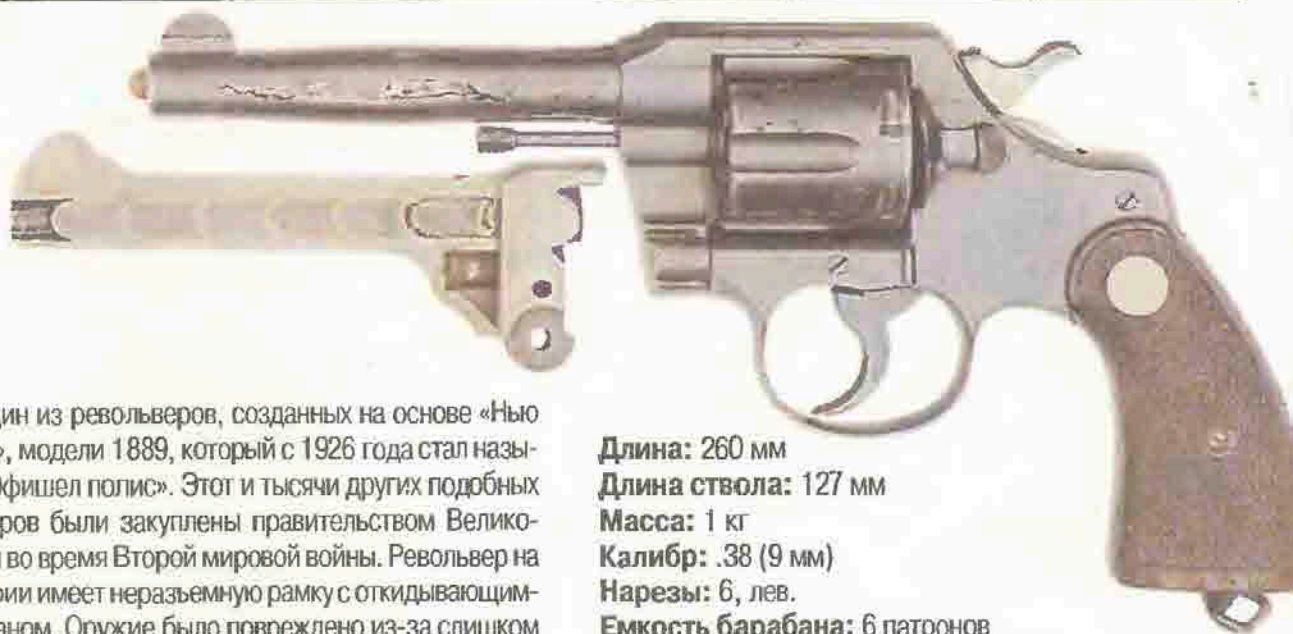 ин из револьверов, созданных на основе «Нью
», модели 1889, который с 1926 года стал назы-
фишел полис». Этот и тысячи других подобных
ров были закуплены правительством Велико-
и во время Второй мировой войны. Револьвер на
рии имеет неразъемную рамку с откидывающим-
аном. Оружие было повреждено из-за слишком
Длина: 260 мм
Длина ствола: 127 мм
Масса: 1 кг
Калибр: .38 (9 мм)
Нарезы: 6, лев.
Емкость барабана: 6 патронов